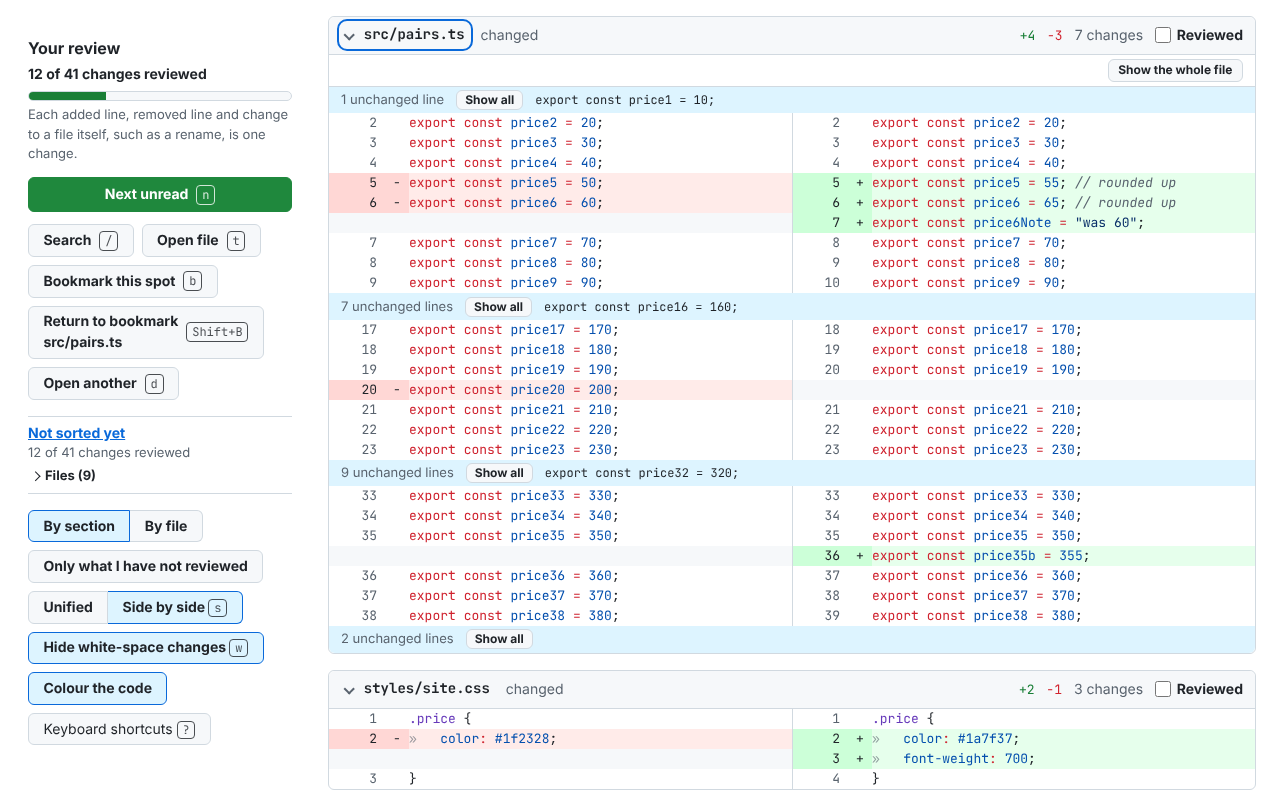 Your review
12 of 41 changes reviewed
Each added line, removed line and change
to a file itself, such as a rename, is one
change.
Next unread n
Search / Open file t
Bookmark this spot b
Return to bookmark
src/pairs.ts Shift+B
Open another d
Not sorted yet
12 of 41 changes reviewed
Files (9)
By section By file
Only what I have not reviewed
Unified Side by side s
Hide white-space changes w
Colour the code
Keyboard shortcuts ?
src/pairs.ts changed +4 -3 7 changes Reviewed
Show the whole file
1 unchanged line Show all export const price1 = 10;
2 export const price2 = 20; 2 export const price2 = 20;
3 export const price3 = 30; 3 export const price3 = 30;
4 export const price4 = 40; 4 export const price4 = 40;
5 - export const price5 = 50; 5 + export const price5 = 55; // rounded up
6 - export const price6 = 60; 6 + export const price6 = 65; // rounded up
7 + export const price6Note = "was 60";
7 export const price7 = 70; 8 export const price7 = 70;
8 export const price8 = 80; 9 export const price8 = 80;
9 export const price9 = 90; 10 export const price9 = 90;
7 unchanged lines Show all export const price16 = 160;
17 export const price17 = 170; 18 export const price17 = 170;
18 export const price18 = 180; 19 export const price18 = 180;
19 export const price19 = 190; 20 export const price19 = 190;
20 - export const price20 = 200;
21 export const price21 = 210; 21 export const price21 = 210;
22 export const price22 = 220; 22 export const price22 = 220;
23 export const price23 = 230; 23 export const price23 = 230;
9 unchanged lines Show all export const price32 = 320;
33 export const price33 = 330; 33 export const price33 = 330;
34 export const price34 = 340; 34 export const price34 = 340;
35 export const price35 = 350; 35 export const price35 = 350;
36 + export const price35b = 355;
36 export const price36 = 360; 37 export const price36 = 360;
37 export const price37 = 370; 38 export const price37 = 370;
38 export const price38 = 380; 39 export const price38 = 380;
2 unchanged lines Show all
styles/site.css changed +2 -1 3 changes Reviewed
1 .price { 1 .price {
2 - » color: #1f2328; 2 + » color: #1a7f37;
3 + » font-weight: 700;
3 } 4 }